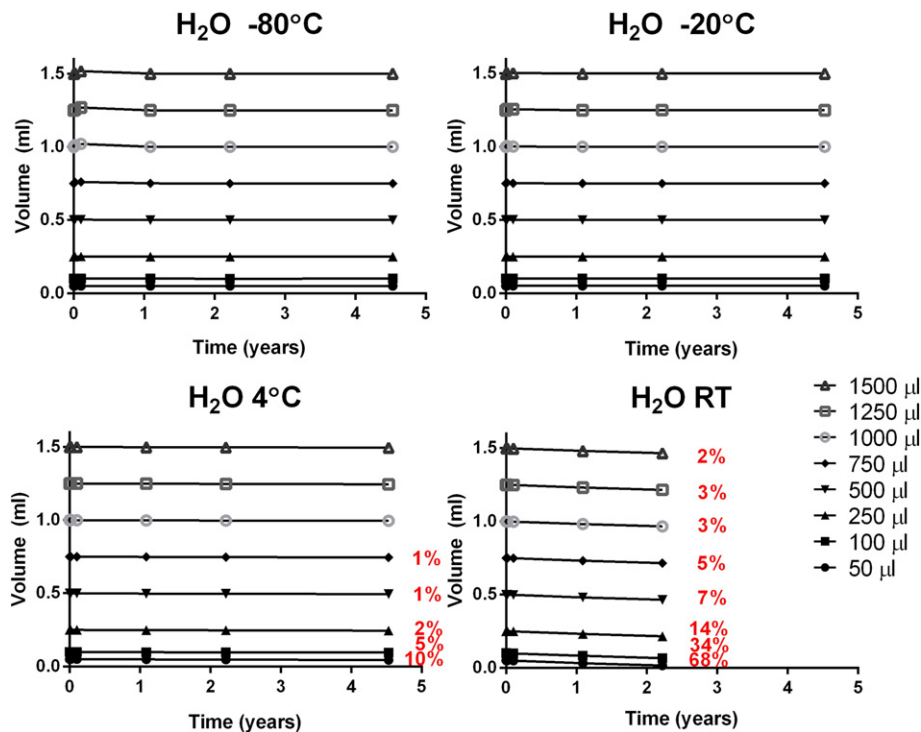 H₂O -80°C
H₂O -20°C
Volume (ml)
1.5
1.0
0.5
0.0
0 1 2 3 4 5
Time (years)
Volume (ml)
1.5
1.0
0.5
0.0
0 1 2 3 4 5
Time (years)
H₂O 4°C
H₂O RT
Volume (ml)
1.5
1.0
0.5
0.0
1%
1%
2%
5%
10%
0 1 2 3 4 5
Time (years)
Volume (ml)
1.5
1.0
0.5
0.0
2%
3%
3%
5%
7%
14%
34%
68%
0 1 2 3 4 5
Time (years)
1500 µl
1250 µl
1000 µl
750 µl
500 µl
250 µl
100 µl
50 µl